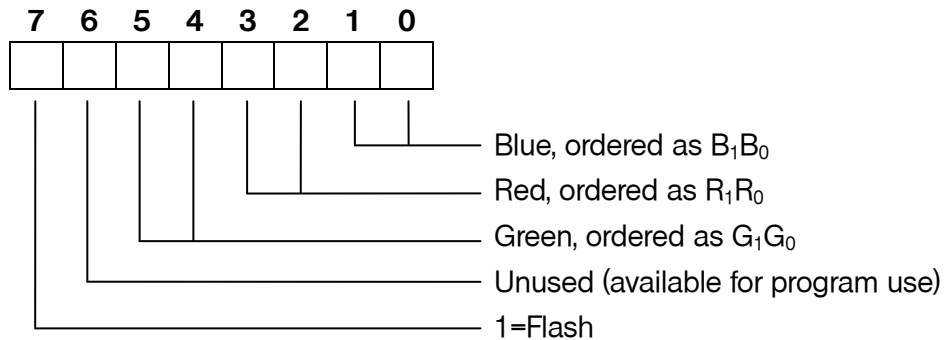 7 6 5 4 3 2 1 0
Blue, ordered as B₁B₀
Red, ordered as R₁R₀
Green, ordered as G₁G₀
Unused (available for program use)
1=Flash